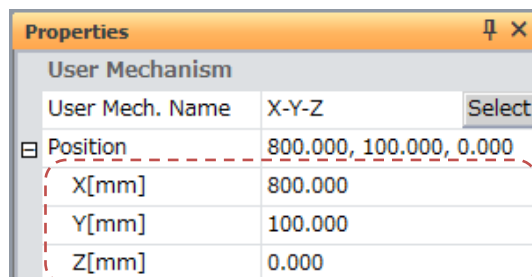 Properties
User Mechanism
User Mech. Name X-Y-Z Select
Position 800.000, 100.000, 0.000
X[mm] 800.000
Y[mm] 100.000
Z[mm] 0.000